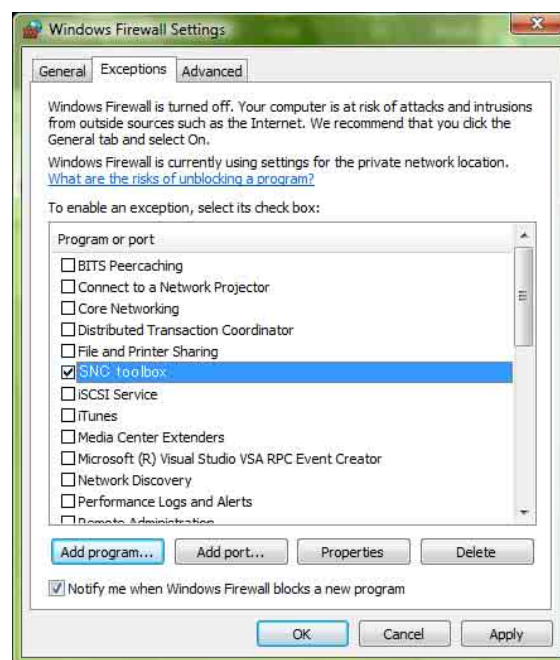 Windows Firewall Settings
General Exceptions Advanced
Windows Firewall is turned off. Your computer is at risk of attacks and intrusions
from outside sources such as the Internet. We recommend that you click the
General tab and select On.
Windows Firewall is currently using settings for the private network location.
What are the risks of unblocking a program?
To enable an exception, select its check box:
Program or port
BITS Peercaching
Connect to a Network Projector
Core Networking
Distributed Transaction Coordinator
File and Printer Sharing
SNC toolbox
iSCSI Service
iTunes
Media Center Extenders
Microsoft (R) Visual Studio VSA RPC Event Creator
Network Discovery
Performance Logs and Alerts
Remote Administration
Add program... Add port... Properties Delete
Notify me when Windows Firewall blocks a new program
OK Cancel Apply